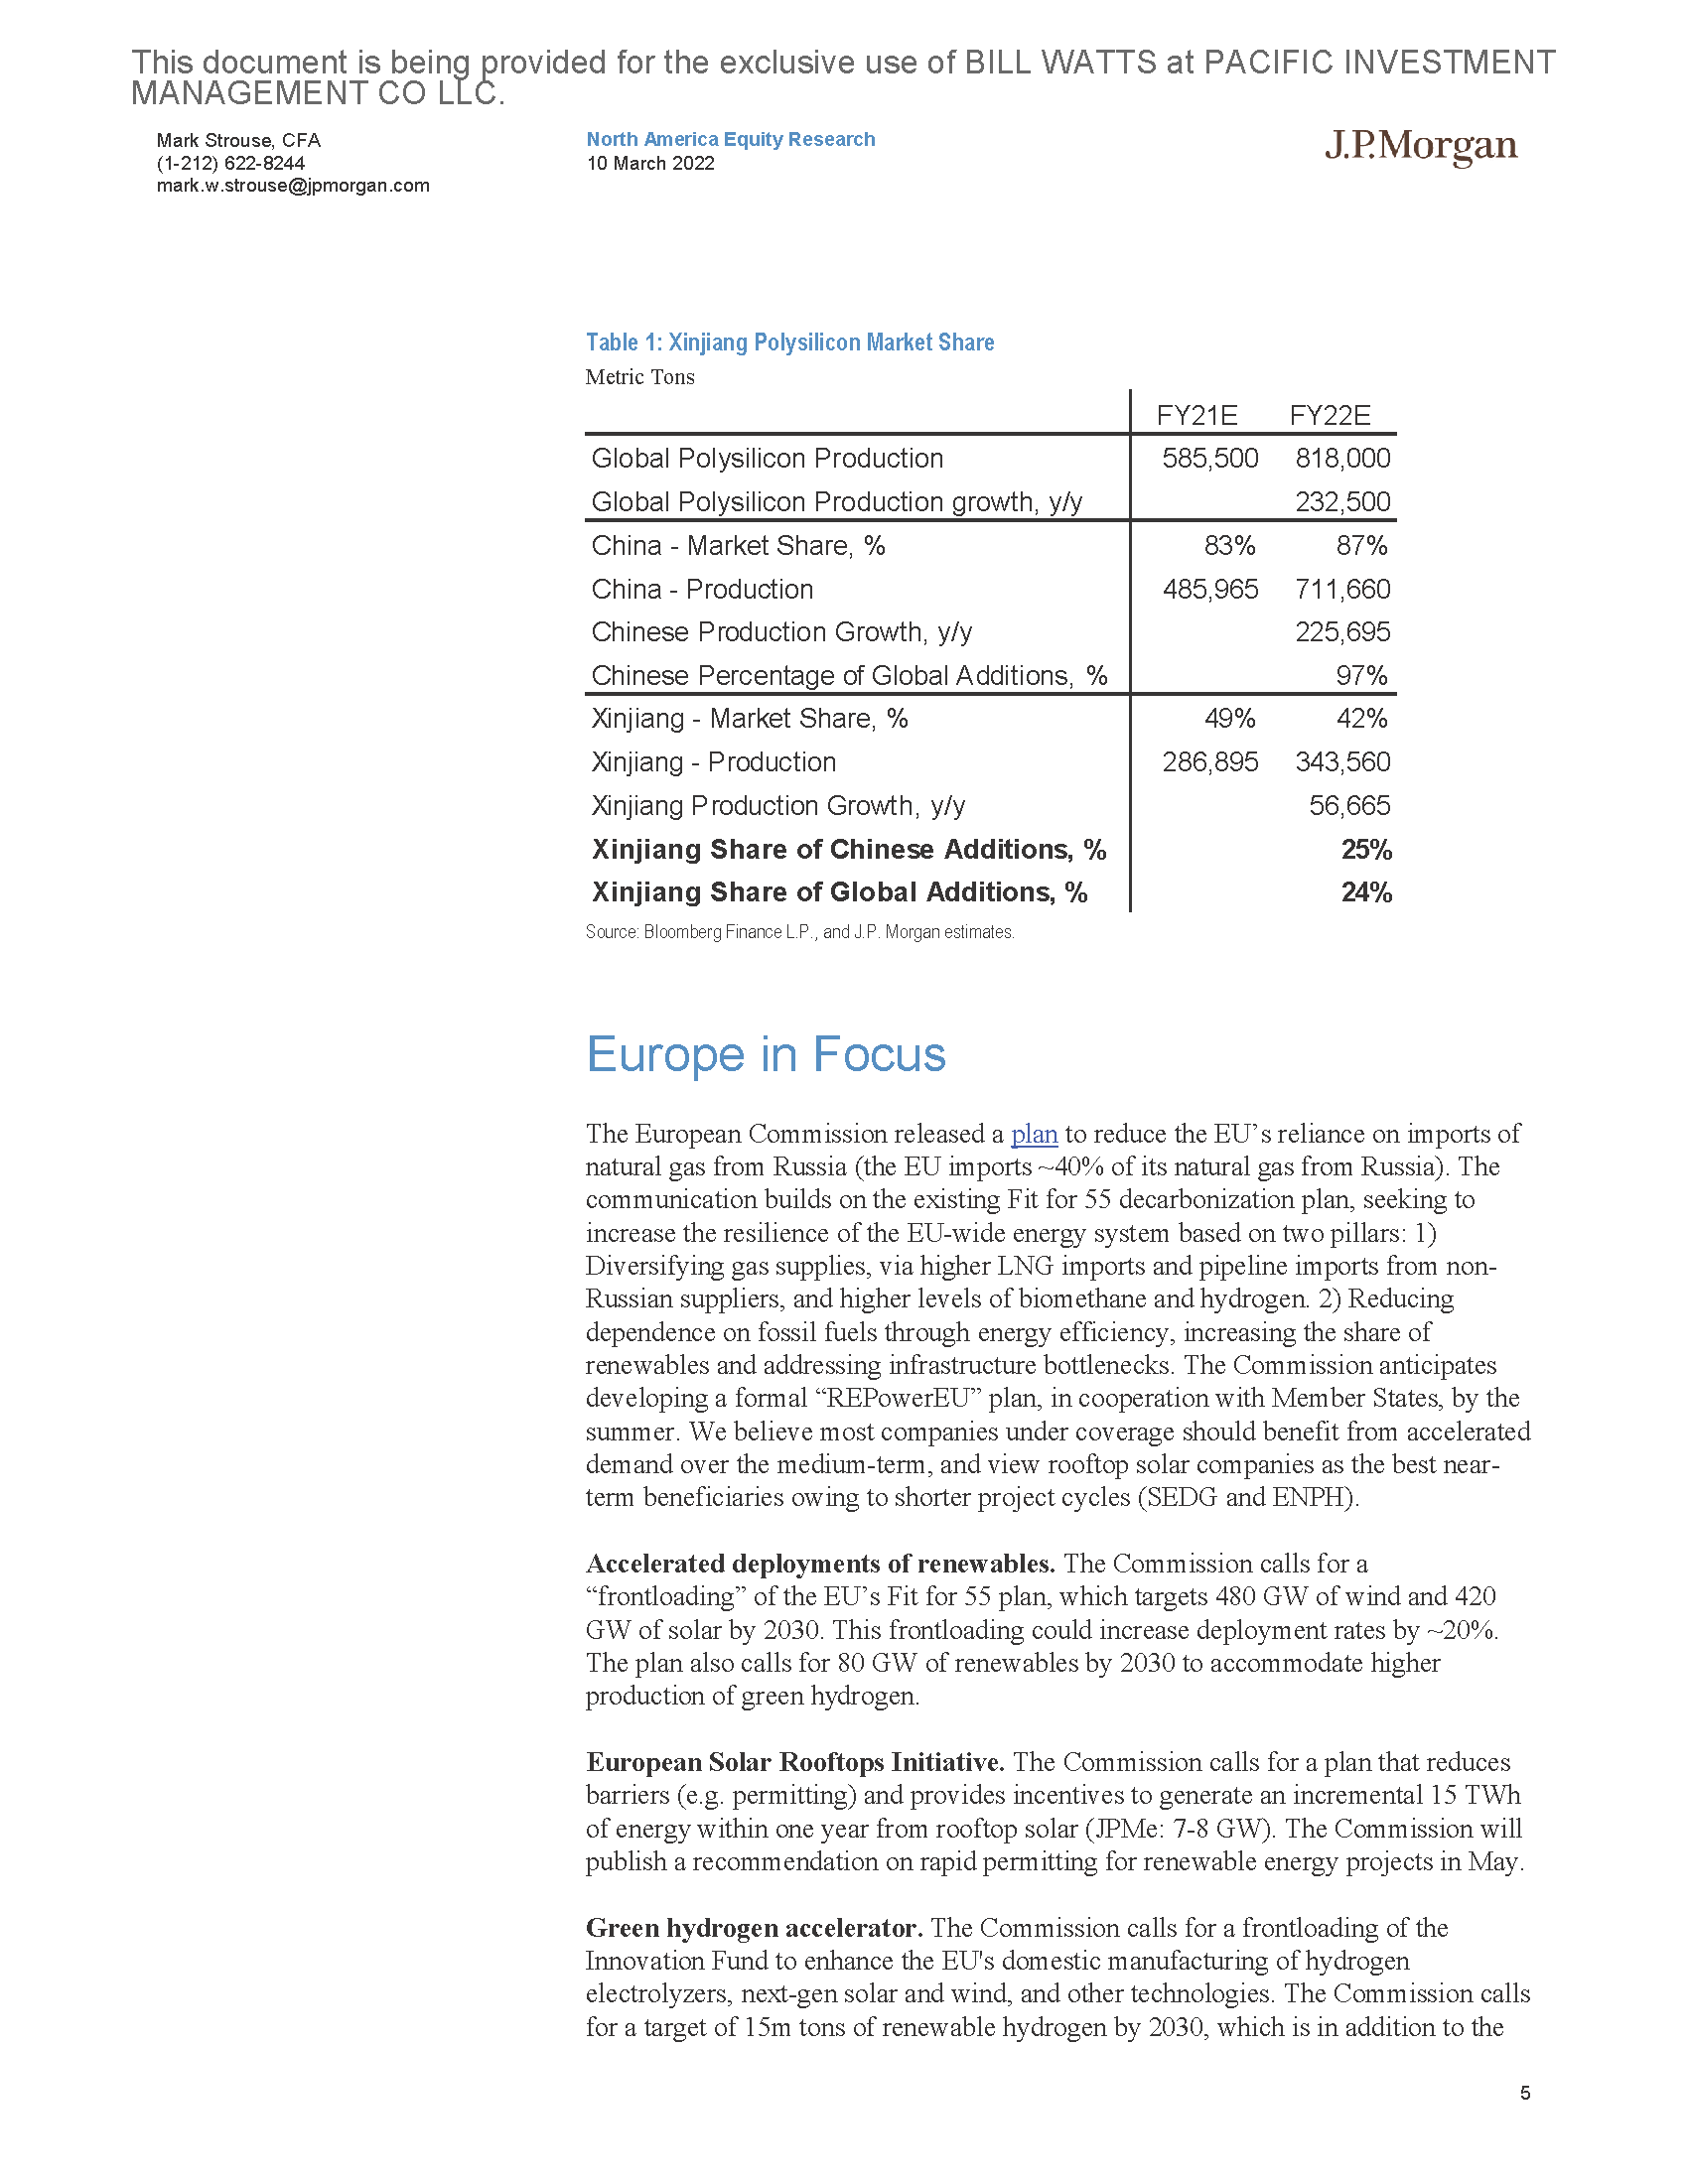 This document is being provided for the exclusive use of BILL WATTS at PACIFIC INVESTMENT
MANAGEMENT CO LLC.
Mark Strouse, CFA
(1-212) 622-8244
mark.w.strouse@jpmorgan.com
North America Equity Research
10 March 2022
J.P.Morgan
Table 1: Xinjiang Polysilicon Market Share
Metric Tons
FY21E FY22E
Global Polysilicon Production 585,500 818,000
Global Polysilicon Production growth, y/y 232,500
China - Market Share, % 83% 87%
China - Production 485,965 711,660
Chinese Production Growth, y/y 225,695
Chinese Percentage of Global Additions, % 97%
Xinjiang - Market Share, % 49% 42%
Xinjiang - Production 286,895 343,560
Xinjiang Production Growth, y/y 56,665
Xinjiang Share of Chinese Additions, % 25%
Xinjiang Share of Global Additions, % 24%
Source: Bloomberg Finance L.P., and J.P. Morgan estimates.
Europe in Focus
The European Commission released a plan to reduce the EU’s reliance on imports of
natural gas from Russia (the EU imports ~40% of its natural gas from Russia). The
communication builds on the existing Fit for 55 decarbonization plan, seeking to
increase the resilience of the EU-wide energy system based on two pillars: 1)
Diversifying gas supplies, via higher LNG imports and pipeline imports from non-
Russian suppliers, and higher levels of biomethane and hydrogen. 2) Reducing
dependence on fossil fuels through energy efficiency, increasing the share of
renewables and addressing infrastructure bottlenecks. The Commission anticipates
developing a formal “REPowerEU” plan, in cooperation with Member States, by the
summer. We believe most companies under coverage should benefit from accelerated
demand over the medium-term, and view rooftop solar companies as the best near-
term beneficiaries owing to shorter project cycles (SEDG and ENPH).
Accelerated deployments of renewables. The Commission calls for a
“frontloading” of the EU’s Fit for 55 plan, which targets 480 GW of wind and 420
GW of solar by 2030. This frontloading could increase deployment rates by ~20%.
The plan also calls for 80 GW of renewables by 2030 to accommodate higher
production of green hydrogen.
European Solar Rooftops Initiative. The Commission calls for a plan that reduces
barriers (e.g. permitting) and provides incentives to generate an incremental 15 TWh
of energy within one year from rooftop solar (JPMe: 7-8 GW). The Commission will
publish a recommendation on rapid permitting for renewable energy projects in May.
Green hydrogen accelerator. The Commission calls for a frontloading of the
Innovation Fund to enhance the EU's domestic manufacturing of hydrogen
electrolyzers, next-gen solar and wind, and other technologies. The Commission calls
for a target of 15m tons of renewable hydrogen by 2030, which is in addition to the
5